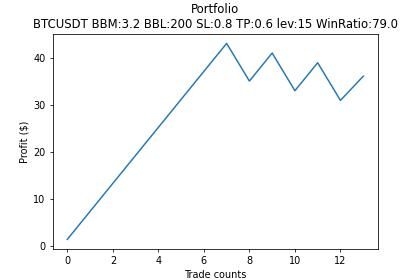 Portfolio
BTCUSDT BBM:3.2 BBL:200 SL:0.8 TP:0.6 lev:15 WinRatio:79.0
Profit ($)
40
30
20
10
0
0 2 4 6 8 10 12
Trade counts